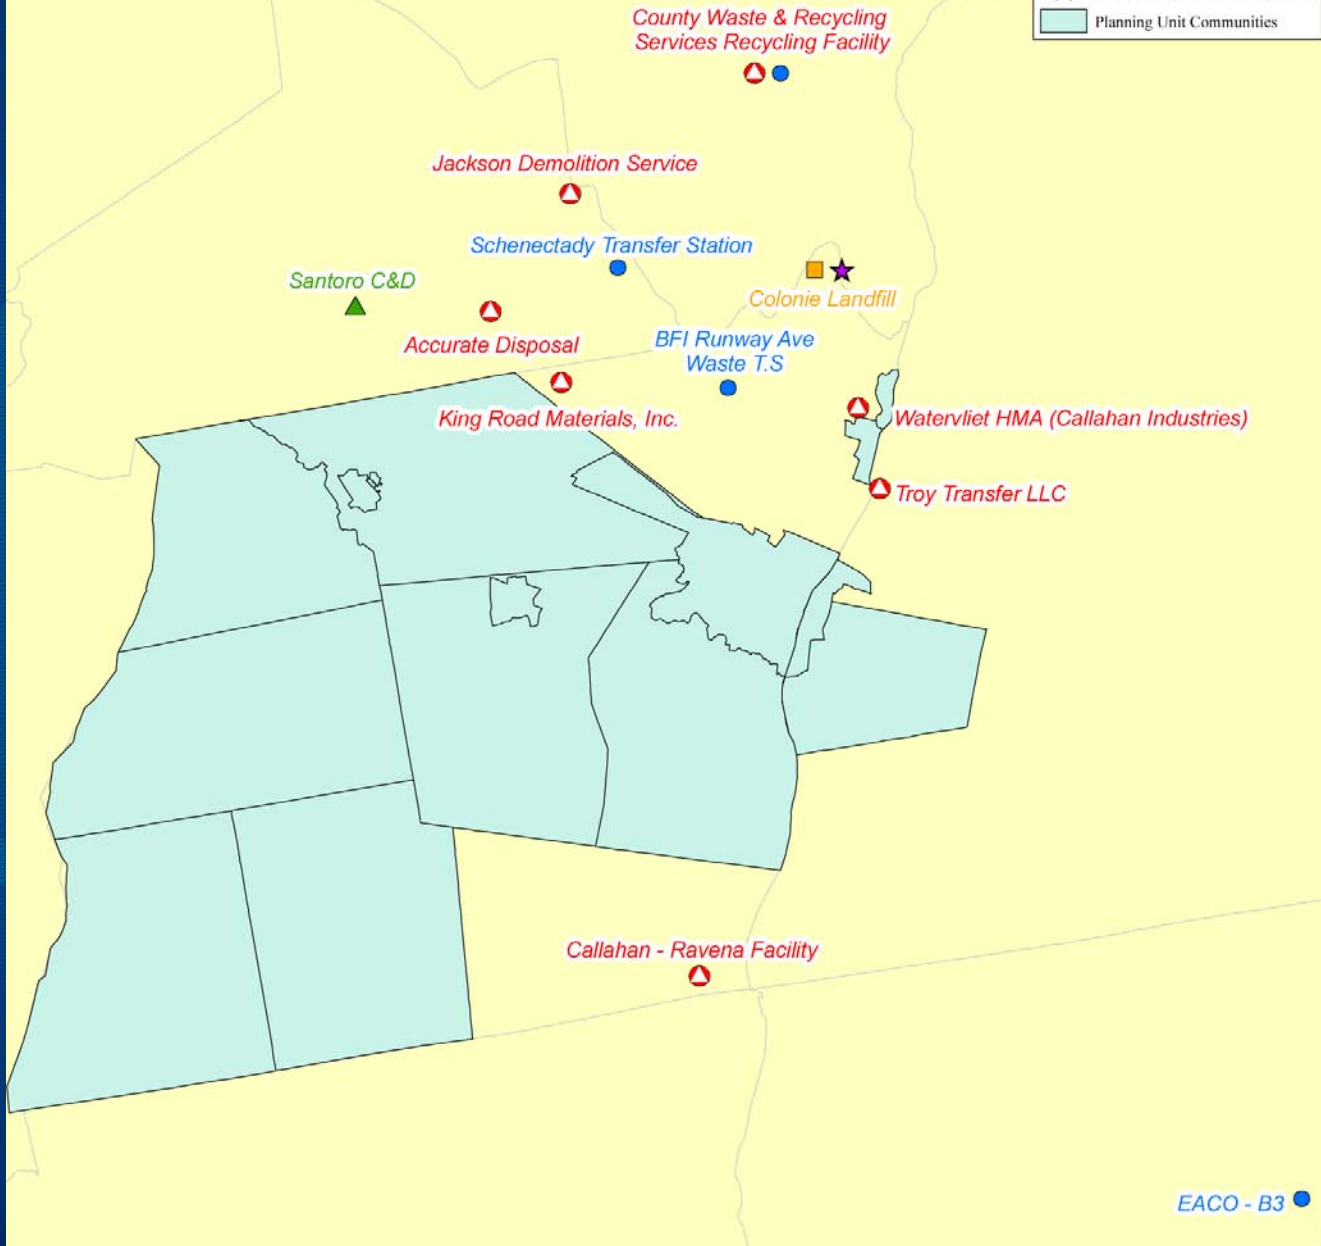 County Waste & Recycling
Services Recycling Facility
Planning Unit Communities
Jackson Demolition Service
Schenectady Transfer Station
Santoro C&D
Colonie Landfill
Accurate Disposal
BFI Runway Ave
Waste T.S
King Road Materials, Inc.
Watervliet HMA (Callahan Industries)
Troy Transfer LLC
Callahan - Ravena Facility
EACO - B3